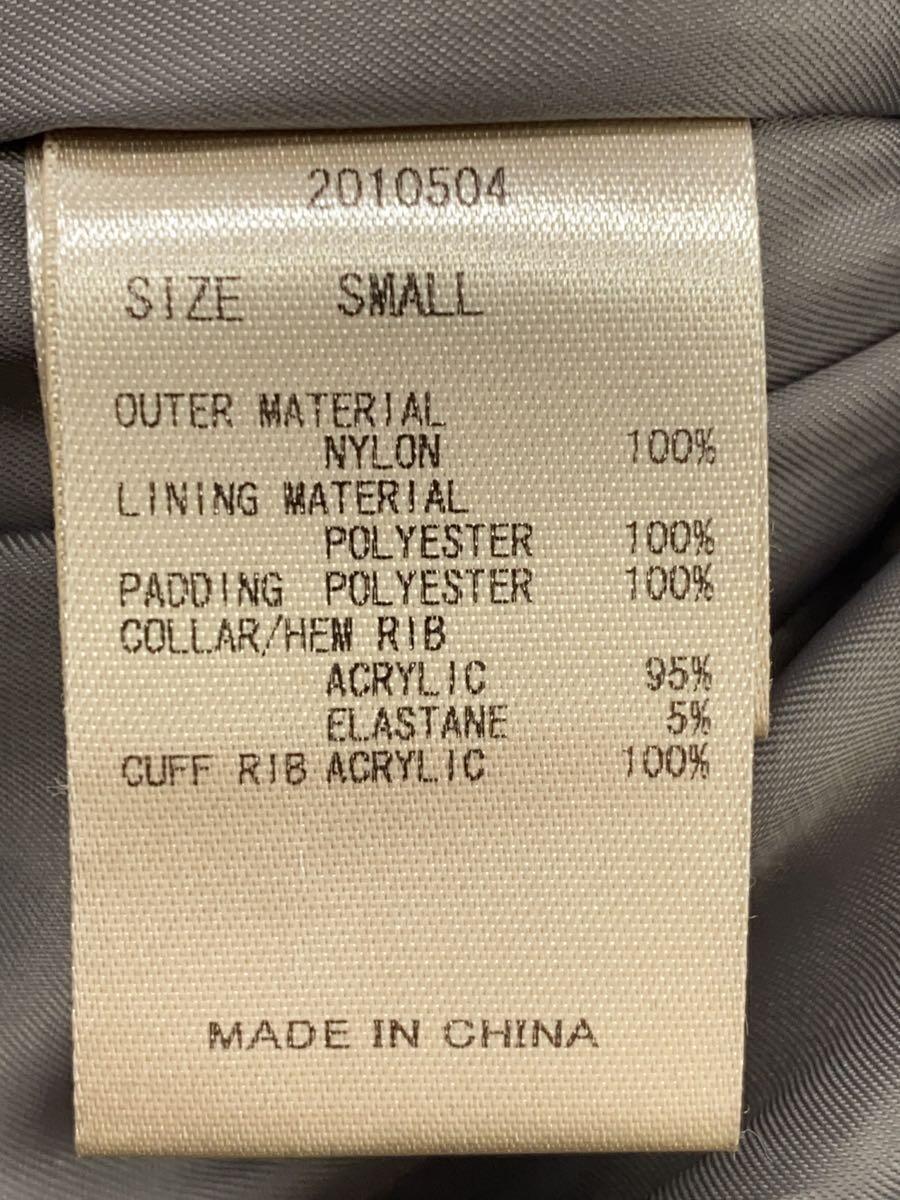 2010504
SIZE SMALL
OUTER MATERIAL
NYLON 100%
LINING MATERIAL
POLYESTER 100%
PADDING POLYESTER 100%
COLLAR/HEM RIB
ACRYLIC 95%
ELASTANE 5%
CUFF RIB ACRYLIC 100%
MADE IN CHINA